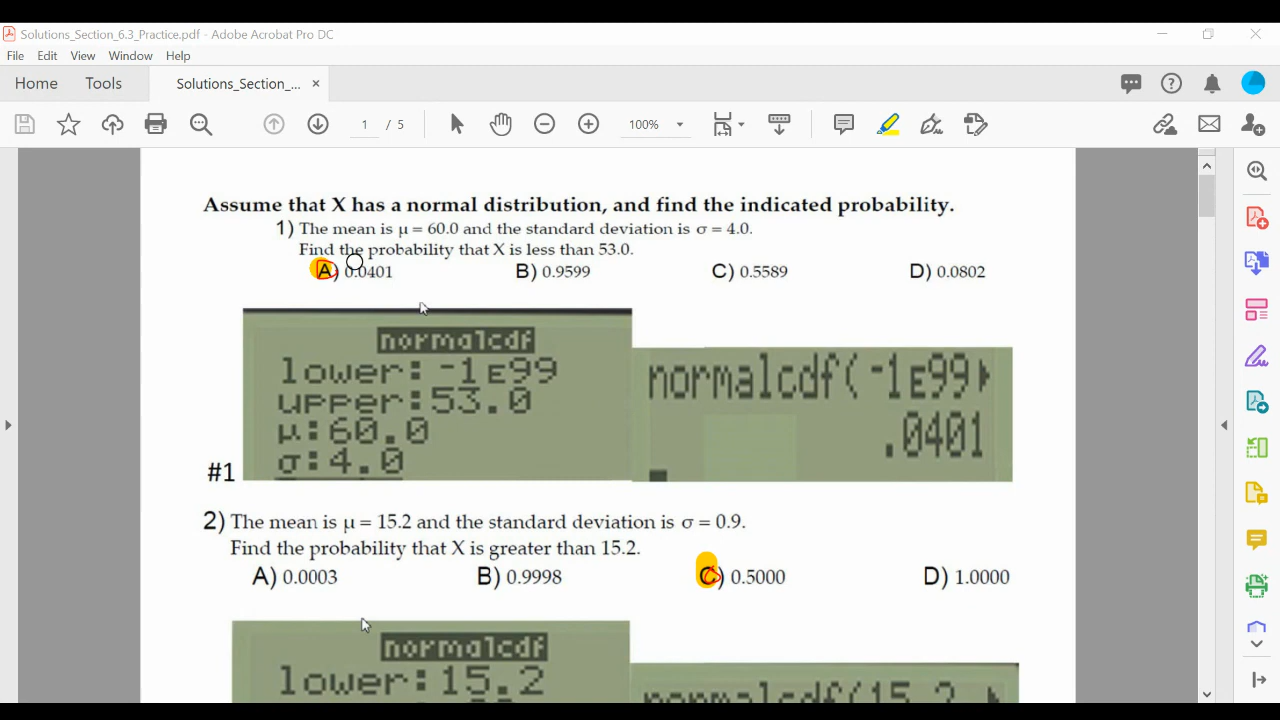 Solutions_Section_6.3_Practice.pdf - Adobe Acrobat Pro DC
File Edit View Window Help
Home Tools Solutions_Section_... ×
1 / 5 100%
Assume that X has a normal distribution, and find the indicated probability.
1) The mean is μ = 60.0 and the standard deviation is σ = 4.0.
Find the probability that X is less than 53.0.
A) 0.0401 B) 0.9599 C) 0.5589 D) 0.0802
normalcdf
lower:-1E99
upper:53.0
μ:60.0
σ:4.0
normalcdf(-1E99
.0401
#1
2) The mean is μ = 15.2 and the standard deviation is σ = 0.9.
Find the probability that X is greater than 15.2.
A) 0.0003 B) 0.9998 C) 0.5000 D) 1.0000
normalcdf
lower:15.2
normalcdf(15.2